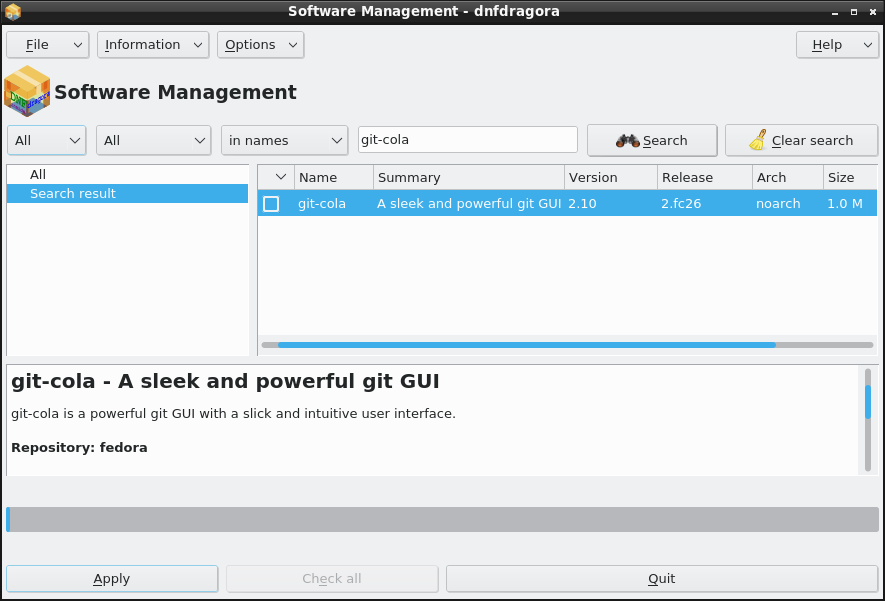 Software Management - dnfdragora
File Information Options Help
Software Management
All All in names git-cola Search Clear search
All
Search result
Name Summary Version Release Arch Size
git-cola A sleek and powerful git GUI 2.10 2.fc26 noarch 1.0 M
git-cola - A sleek and powerful git GUI
git-cola is a powerful git GUI with a slick and intuitive user interface.
Repository: fedora
Apply Check all Quit